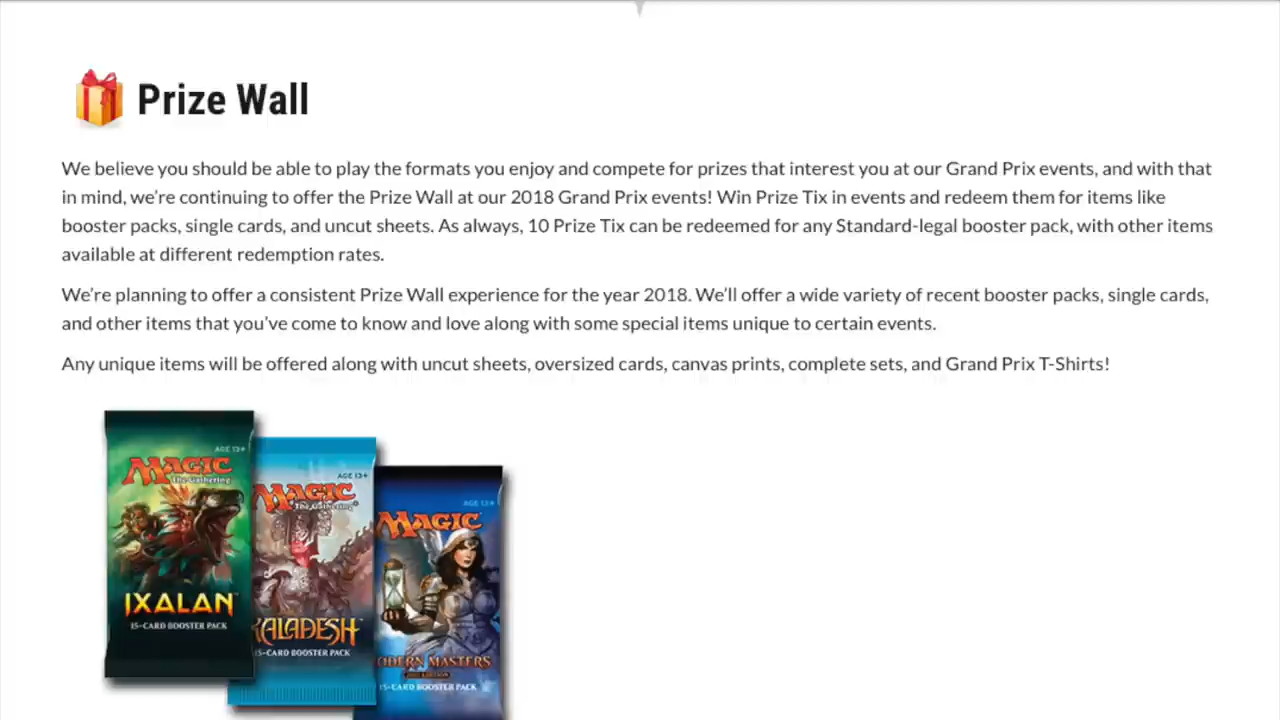 Prize Wall
We believe you should be able to play the formats you enjoy and compete for prizes that interest you at our Grand Prix events, and with that
in mind, we're continuing to offer the Prize Wall at our 2018 Grand Prix events! Win Prize Tix in events and redeem them for items like
booster packs, single cards, and uncut sheets. As always, 10 Prize Tix can be redeemed for any Standard-legal booster pack, with other items
available at different redemption rates.
We're planning to offer a consistent Prize Wall experience for the year 2018. We'll offer a wide variety of recent booster packs, single cards,
and other items that you've come to know and love along with some special items unique to certain events.
Any unique items will be offered along with uncut sheets, oversized cards, canvas prints, complete sets, and Grand Prix T-Shirts!
AGE 13+
MAGIC
The Gathering
IXALAN
15-CARD BOOSTER PACK
AGE 13+
MAGIC
The Gathering
KALADESH
15-CARD BOOSTER PACK
AGE 13+
MAGIC
MODERN MASTERS
15-CARD BOOSTER PACK